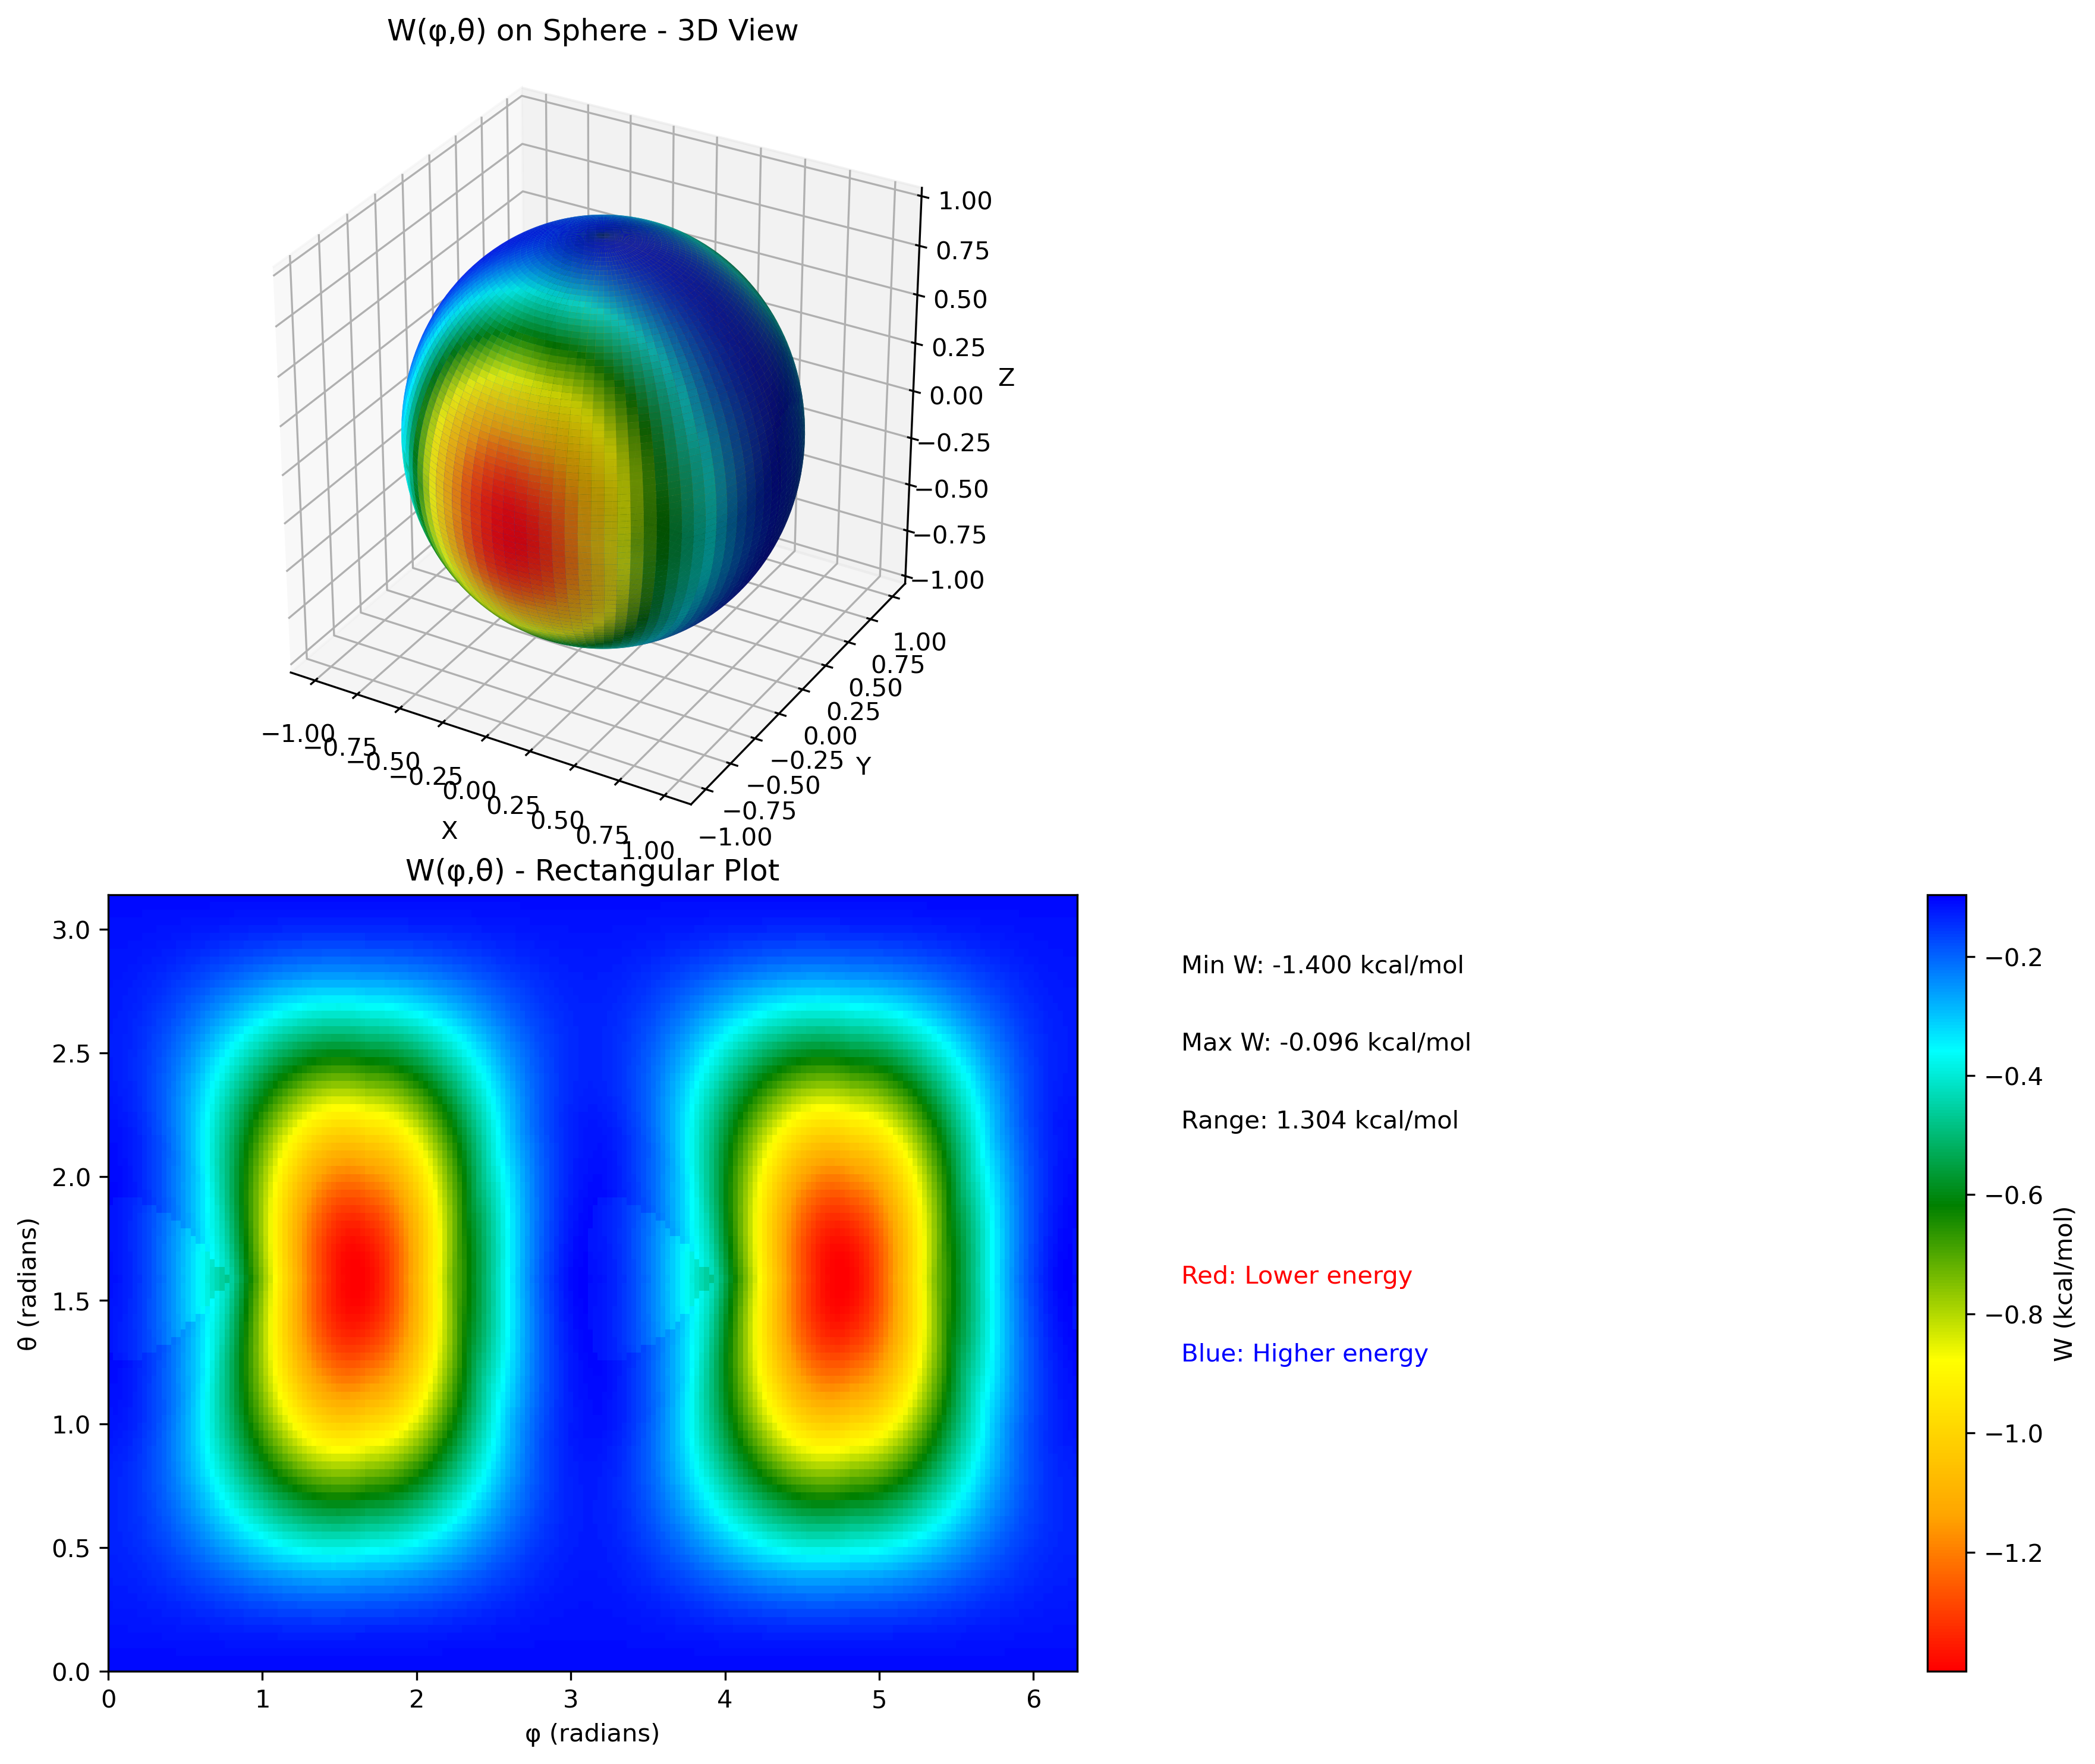 W(φ,θ) on Sphere - 3D View
1.00
0.75
0.50
0.25
0.00
−0.25
−0.50
−0.75
−1.00
Z
1.00
0.75
0.50
0.25
0.00
−0.25
−0.50
−0.75
−1.00
Y
−1.00
−0.75
−0.50
−0.25
0.00
0.25
0.50
0.75
1.00
X
W(φ,θ) - Rectangular Plot
3.0
2.5
2.0
1.5
1.0
0.5
0.0
θ (radians)
0 1 2 3 4 5 6
φ (radians)
Min W: -1.400 kcal/mol
Max W: -0.096 kcal/mol
Range: 1.304 kcal/mol
Red: Lower energy
Blue: Higher energy
−0.2
−0.4
−0.6
−0.8
−1.0
−1.2
W (kcal/mol)